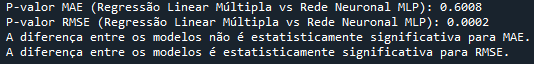 P-valor MAE (Regressão Linear Múltipla vs Rede Neuronal MLP): 0.6008
P-valor RMSE (Regressão Linear Múltipla vs Rede Neuronal MLP): 0.0002
A diferença entre os modelos não é estatisticamente significativa para MAE.
A diferença entre os modelos é estatisticamente significativa para RMSE.